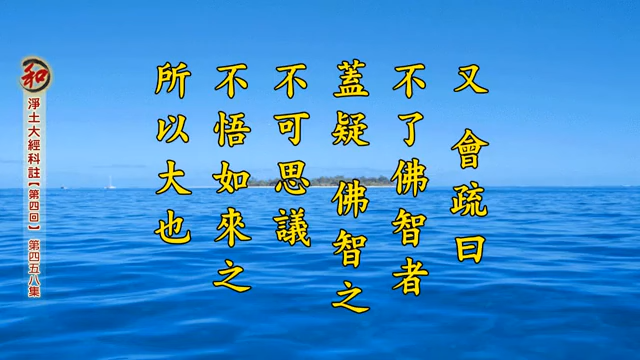 又 會疏曰
不了佛智者
蓋疑 佛智之
不可思議
不悟如來之
所以大也
和
淨土大經科註【第四回】 第四五八集